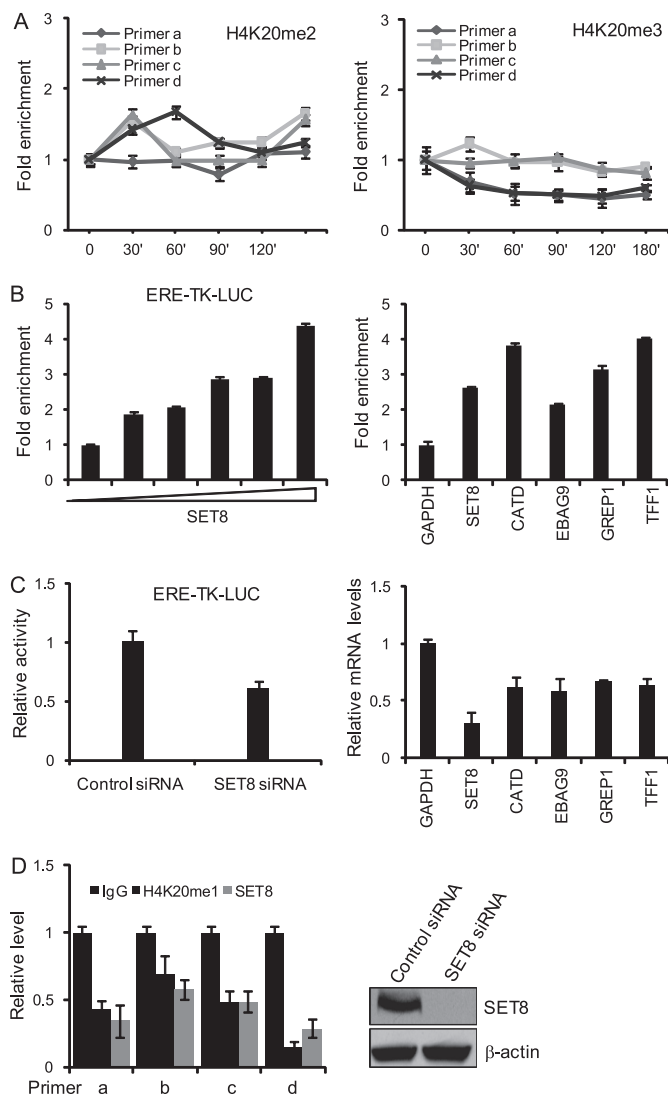 A
Primer a
Primer b
Primer c
Primer d
H4K20me2
Fold enrichment
3
2
1
0
0 30' 60' 90' 120'
Primer a
Primer b
Primer c
Primer d
H4K20me3
Fold enrichment
3
2
1
0
0 30' 60' 90' 120' 180'
B
ERE-TK-LUC
Fold enrichment
5
4
3
2
1
0
SET8
Fold enrichment
5
4
3
2
1
0
GAPDH
SET8
CATD
EBAG9
GREP1
TFF1
C
ERE-TK-LUC
Relative activity
1.5
1
0.5
0
Control siRNA SET8 siRNA
Relative mRNA levels
1.5
1
0.5
0
GAPDH
SET8
CATD
EBAG9
GREP1
TFF1
D
IgG H4K20me1 SET8
Relative level
1.5
1
0.5
0
Primer a b c d
Control siRNA
SET8 siRNA
SET8
β-actin